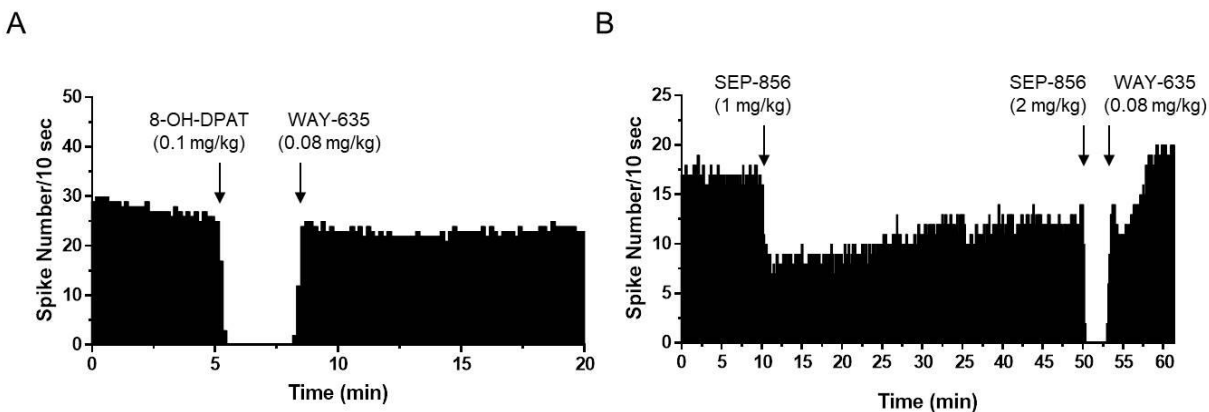 A
50
40
30
20
10
0
Spike Number/10 sec
8-OH-DPAT
(0.1 mg/kg)
WAY-635
(0.08 mg/kg)
0 5 10 15 20
Time (min)
B
25
20
15
10
5
0
Spike Number/10 sec
SEP-856
(1 mg/kg)
SEP-856
(2 mg/kg)
WAY-635
(0.08 mg/kg)
0 5 10 15 20 25 30 35 40 45 50 55 60
Time (min)